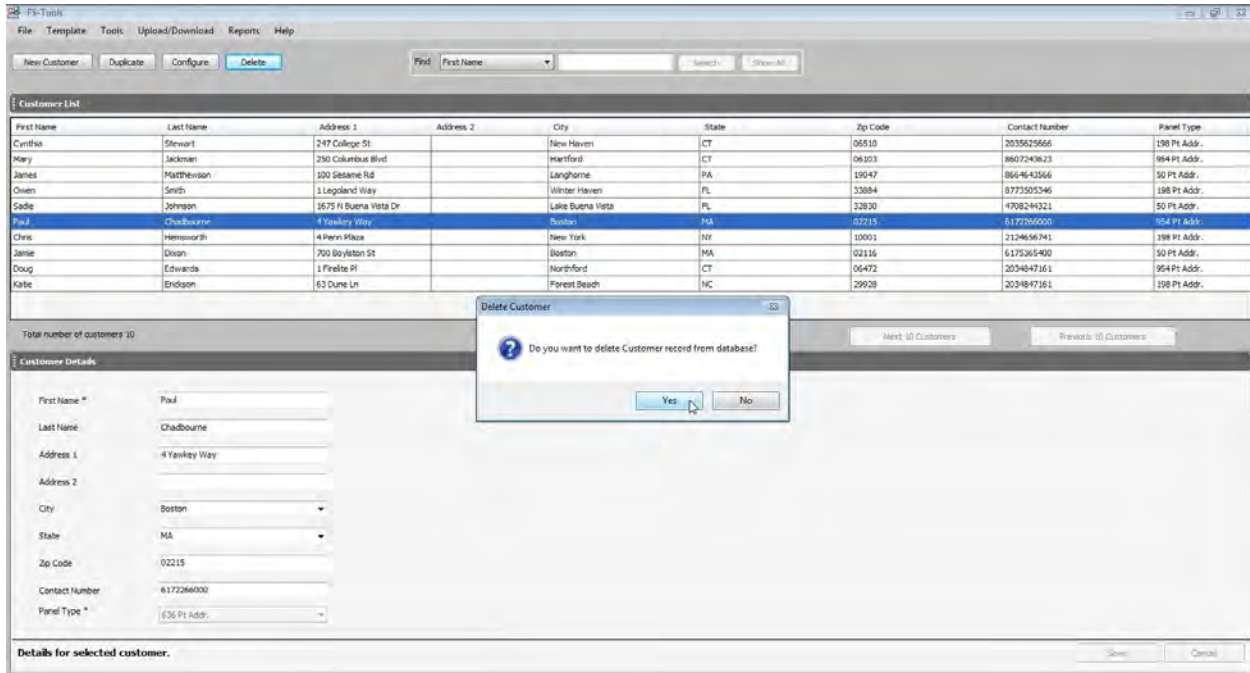 FS-Tools
File Template Tools Upload/Download Reports Help
New Customer Duplicate Configure Delete Find First Name Search Show All
Customer List
First Name Last Name Address 1 Address 2 City State Zip Code Contact Number Panel Type
Cynthia Stewart 247 College St New Haven CT 06510 2035625666 198 Pt Addr.
Mary Jackman 250 Columbus Blvd Hartford CT 06103 8607243623 954 Pt Addr.
James Matthewson 100 Sesame Rd Langhorne PA 19047 8664643566 50 Pt Addr.
Owen Smith 1 Legoland Way Winter Haven FL 33884 8773505346 198 Pt Addr.
Sadie Johnson 1675 N Buena Vista Dr Lake Buena Vista FL 32830 4708244321 50 Pt Addr.
Paul Chadbourne 4 Yawkey Way Boston MA 02215 6172266000 954 Pt Addr.
Chris Hemsworth 4 Penn Plaza New York NY 10001 2124656741 198 Pt Addr.
Jamie Dixon 700 Boylston St Boston MA 02116 6175365400 50 Pt Addr.
Doug Edwards 1 Firelite Pl Northford CT 06472 2034847161 954 Pt Addr.
Katie Erickson 63 Dune Ln Forest Beach NC 29928 2034847161 198 Pt Addr.
Total number of customers 10
Next 10 Customers Previous 10 Customers
Delete Customer
Do you want to delete Customer record from database?
Yes No
Customer Details
First Name * Paul
Last Name Chadbourne
Address 1 4 Yawkey Way
Address 2
City Boston
State MA
Zip Code 02215
Contact Number 6172266000
Panel Type * 636 Pt Addr.
Details for selected customer. Save Cancel